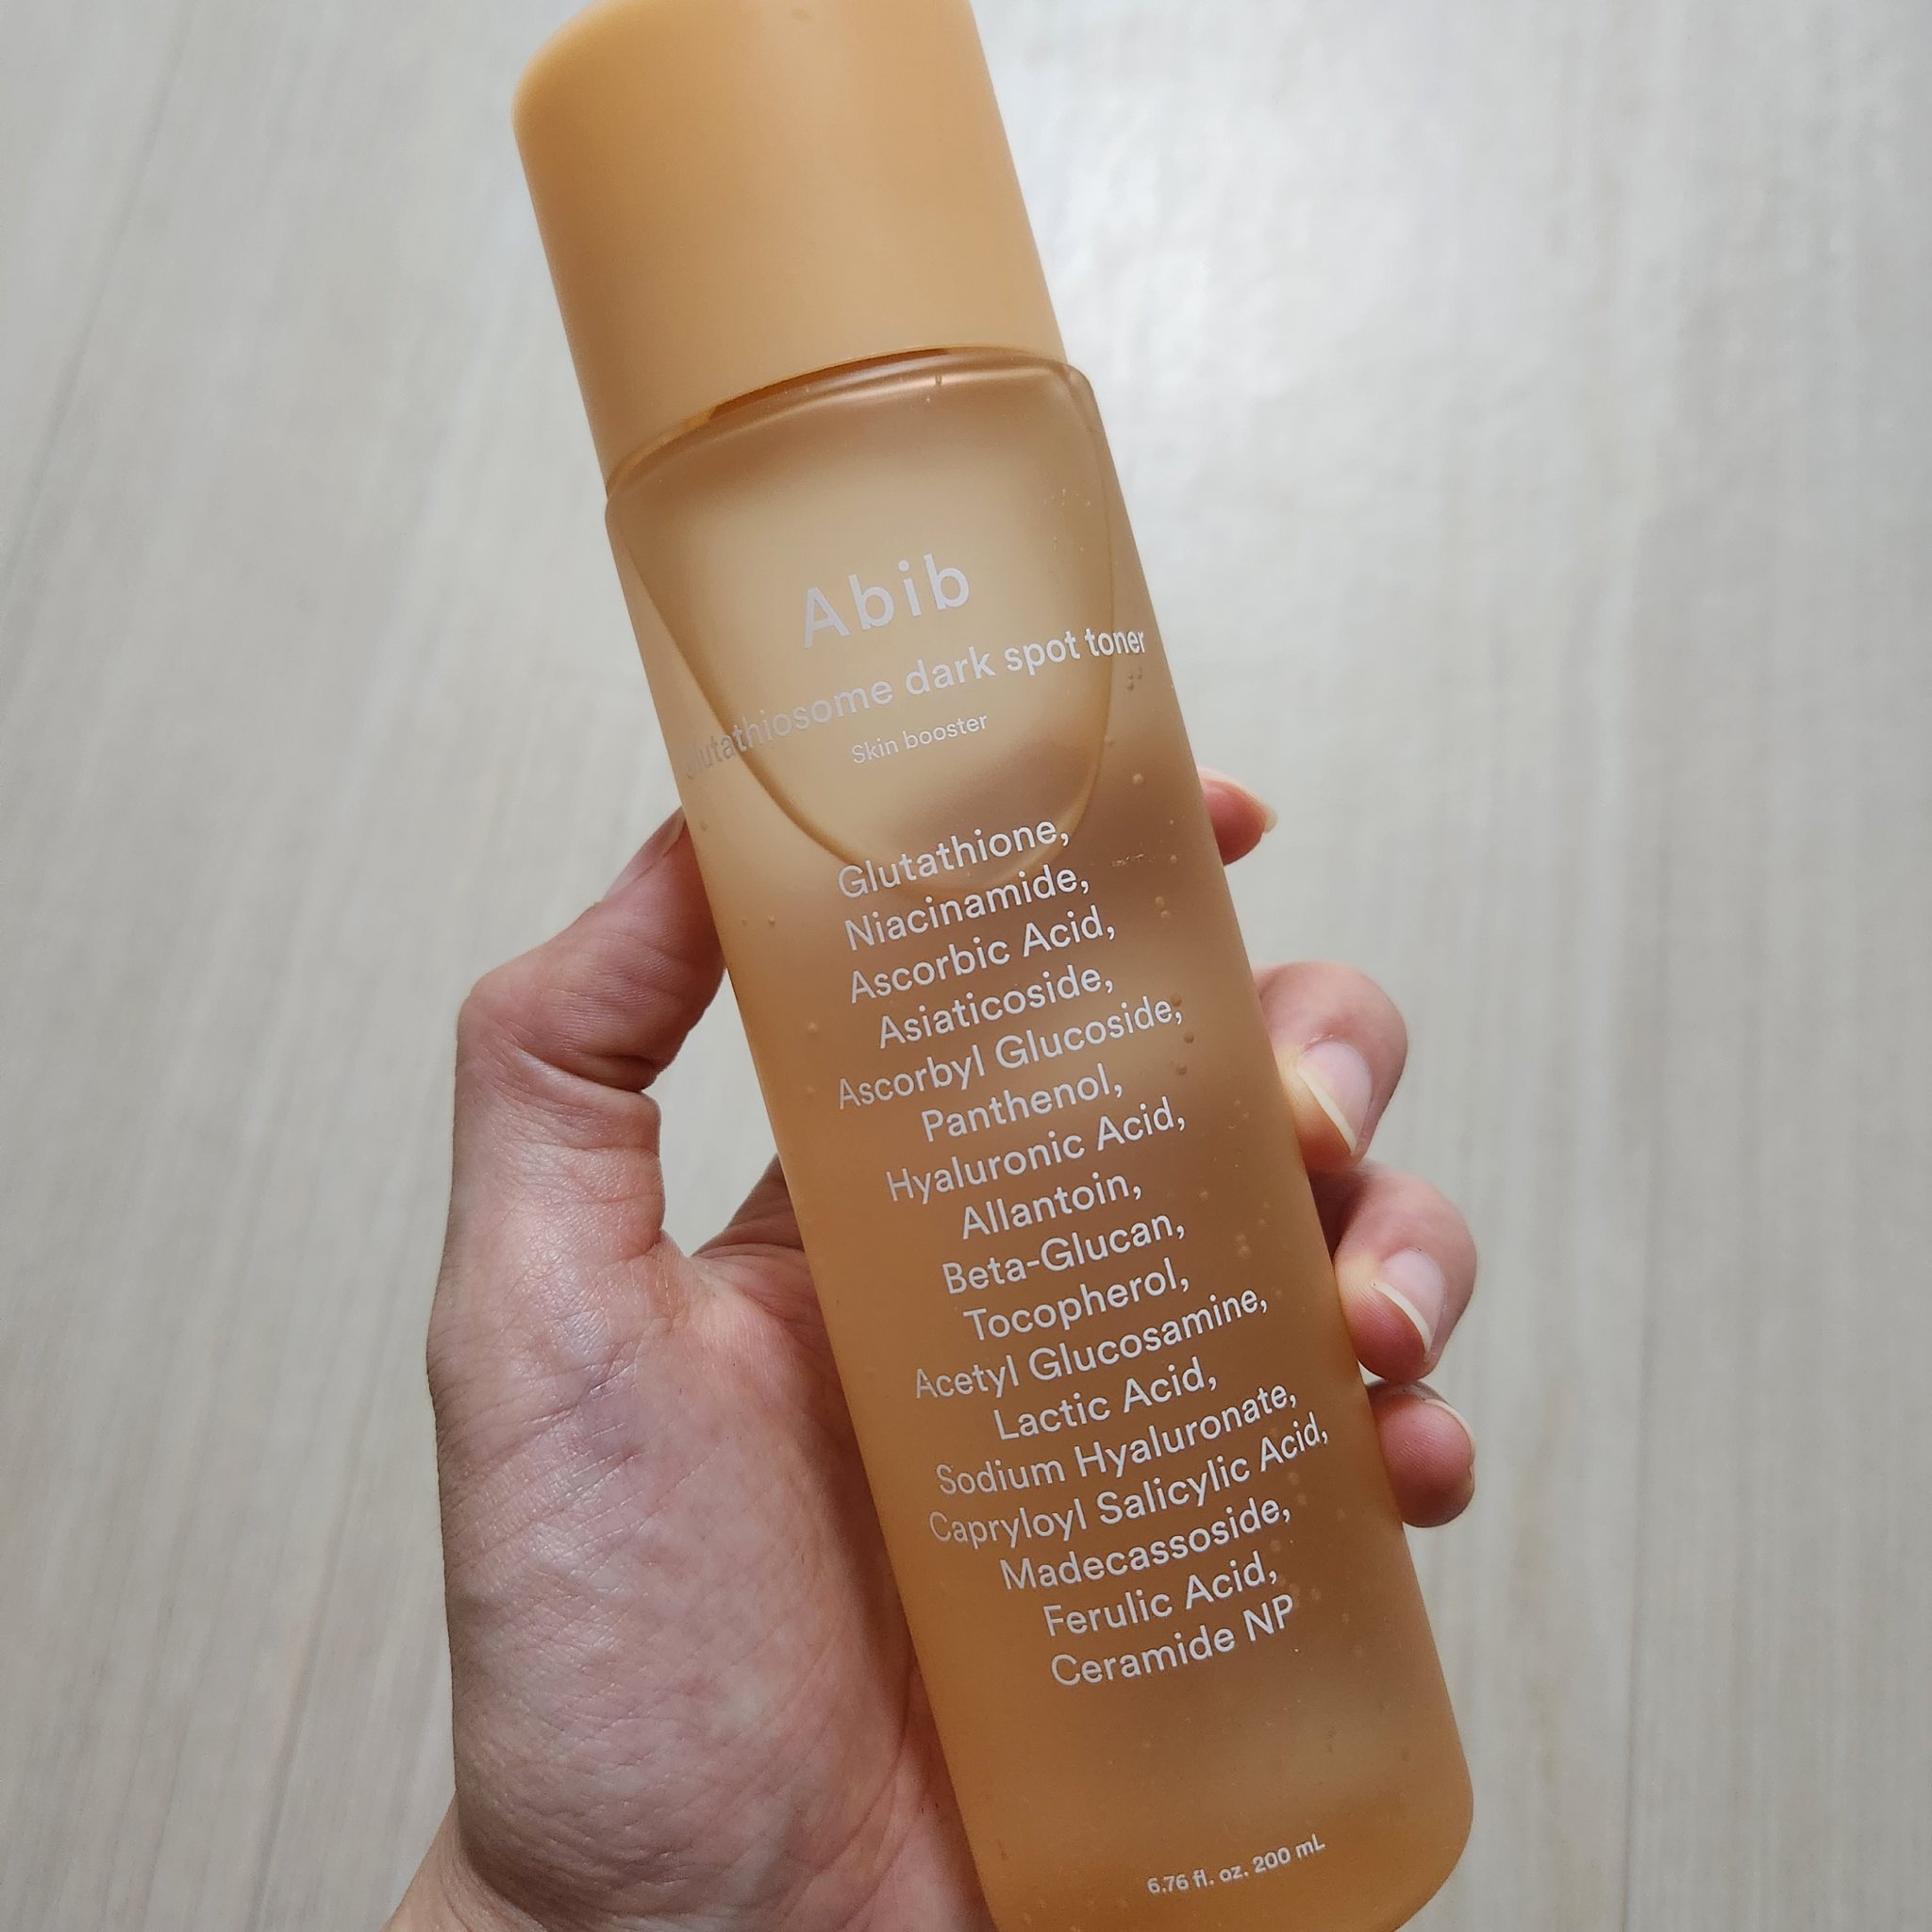 Abib
Glutathiosome dark spot toner
Skin booster
Glutathione,
Niacinamide,
Ascorbic Acid,
Asiaticoside,
Ascorbyl Glucoside,
Panthenol,
Hyaluronic Acid,
Allantoin,
Beta-Glucan,
Tocopherol,
Acetyl Glucosamine,
Lactic Acid,
Sodium Hyaluronate,
Capryloyl Salicylic Acid,
Madecassoside,
Ferulic Acid,
Ceramide NP
6.76 fl. oz. 200 mL